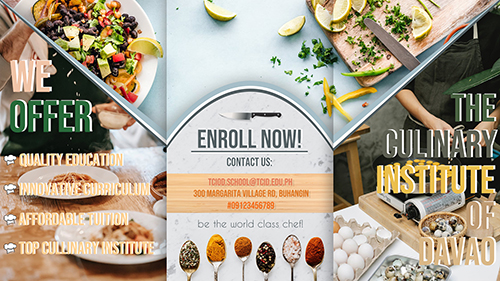 WE
OFFER
QUALITY EDUCATION
INNOVATIVE CURRICULUM
AFFORDABLE TUITION
TOP CULLINARY INSTITUTE
ENROLL NOW!
CONTACT US:
TCIOD.SCHOOL@TCID.EDU.PH
300 MARGARITA VILLAGE RD, BUHANGIN
#09123456789
be the world class chef!
THE
CULINARY
INSTITUTE
OF
DAVAO